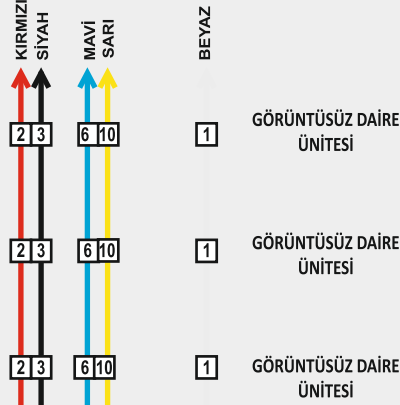 KIRMIZI
SİYAH
MAVİ
SARI
BEYAZ
2 3 6 10 1
GÖRÜNTÜSÜZ DAİRE
ÜNİTESİ
2 3 6 10 1
GÖRÜNTÜSÜZ DAİRE
ÜNİTESİ
2 3 6 10 1
GÖRÜNTÜSÜZ DAİRE
ÜNİTESİ